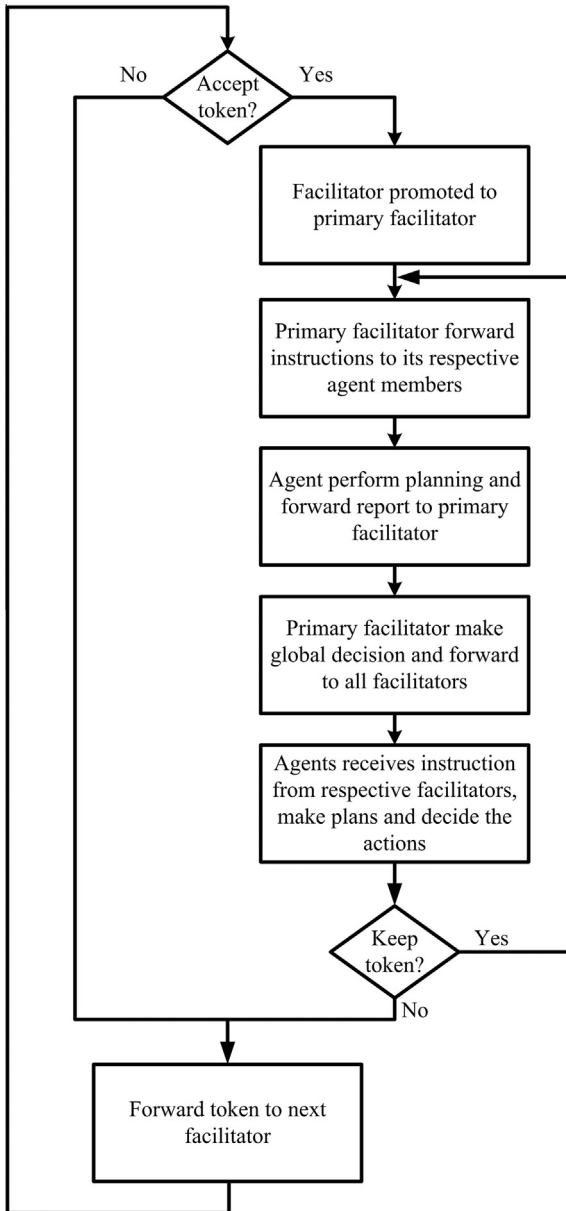 No
Accept
token?
Yes
Facilitator promoted to
primary facilitator
Primary facilitator forward
instructions to its respective
agent members
Agent perform planning and
forward report to primary
facilitator
Primary facilitator make
global decision and forward
to all facilitators
Agents receives instruction
from respective facilitators,
make plans and decide the
actions
Keep
token?
Yes
No
Forward token to next
facilitator